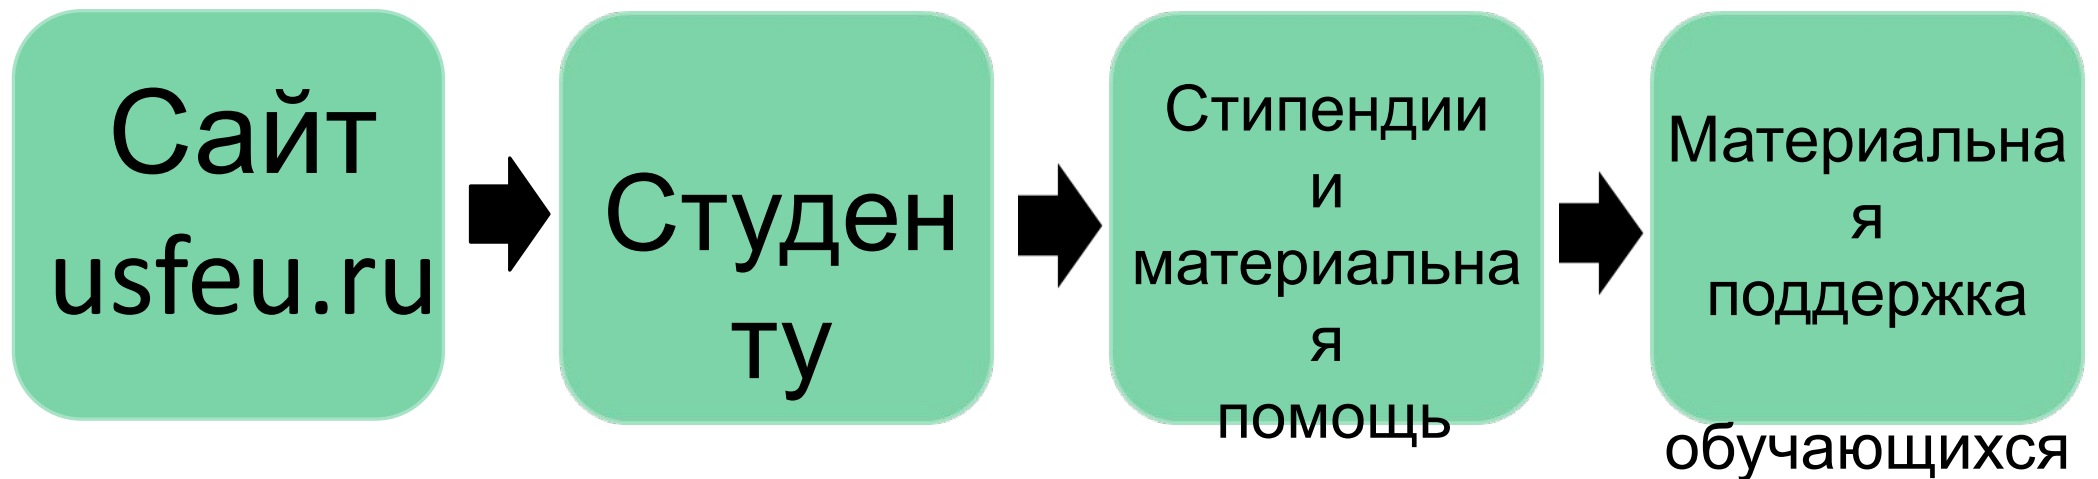 Сайт
usfeu.ru
Студен
ту
Стипендии
и
материальна
я
помощь
Материальна
я
поддержка
обучающихся